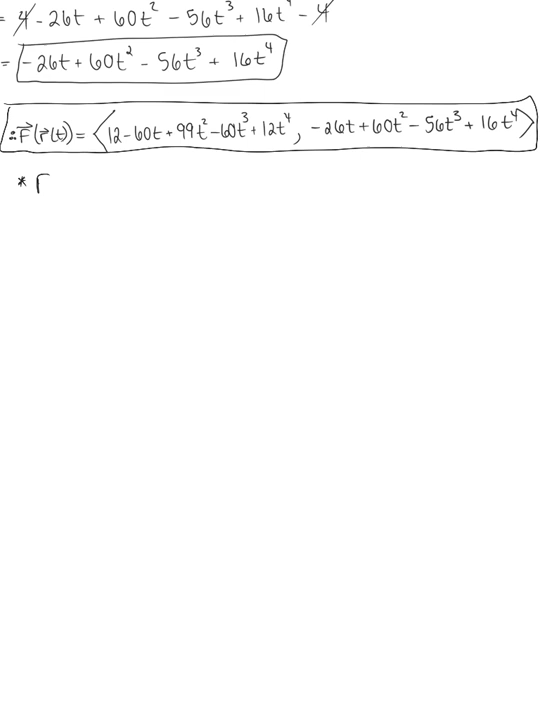 = 4 - 26t + 60t² - 56t³ + 16t⁴ - 4
= -26t + 60t² - 56t³ + 16t⁴
∴ F⃗(r⃗(t)) = ⟨12 - 60t + 99t² - 60t³ + 12t⁴, -26t + 60t² - 56t³ + 16t⁴⟩
* Γ